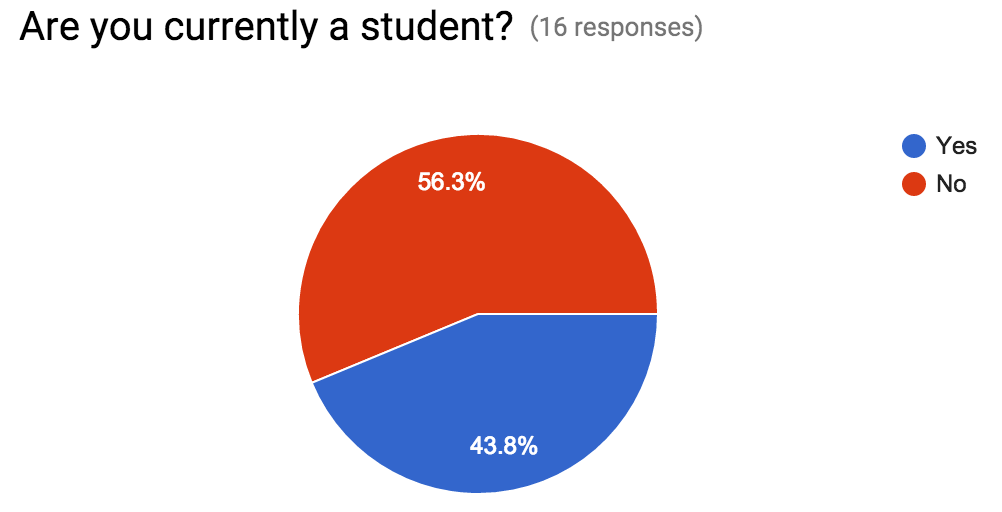 Are you currently a student? (16 responses)
Yes
No
56.3%
43.8%